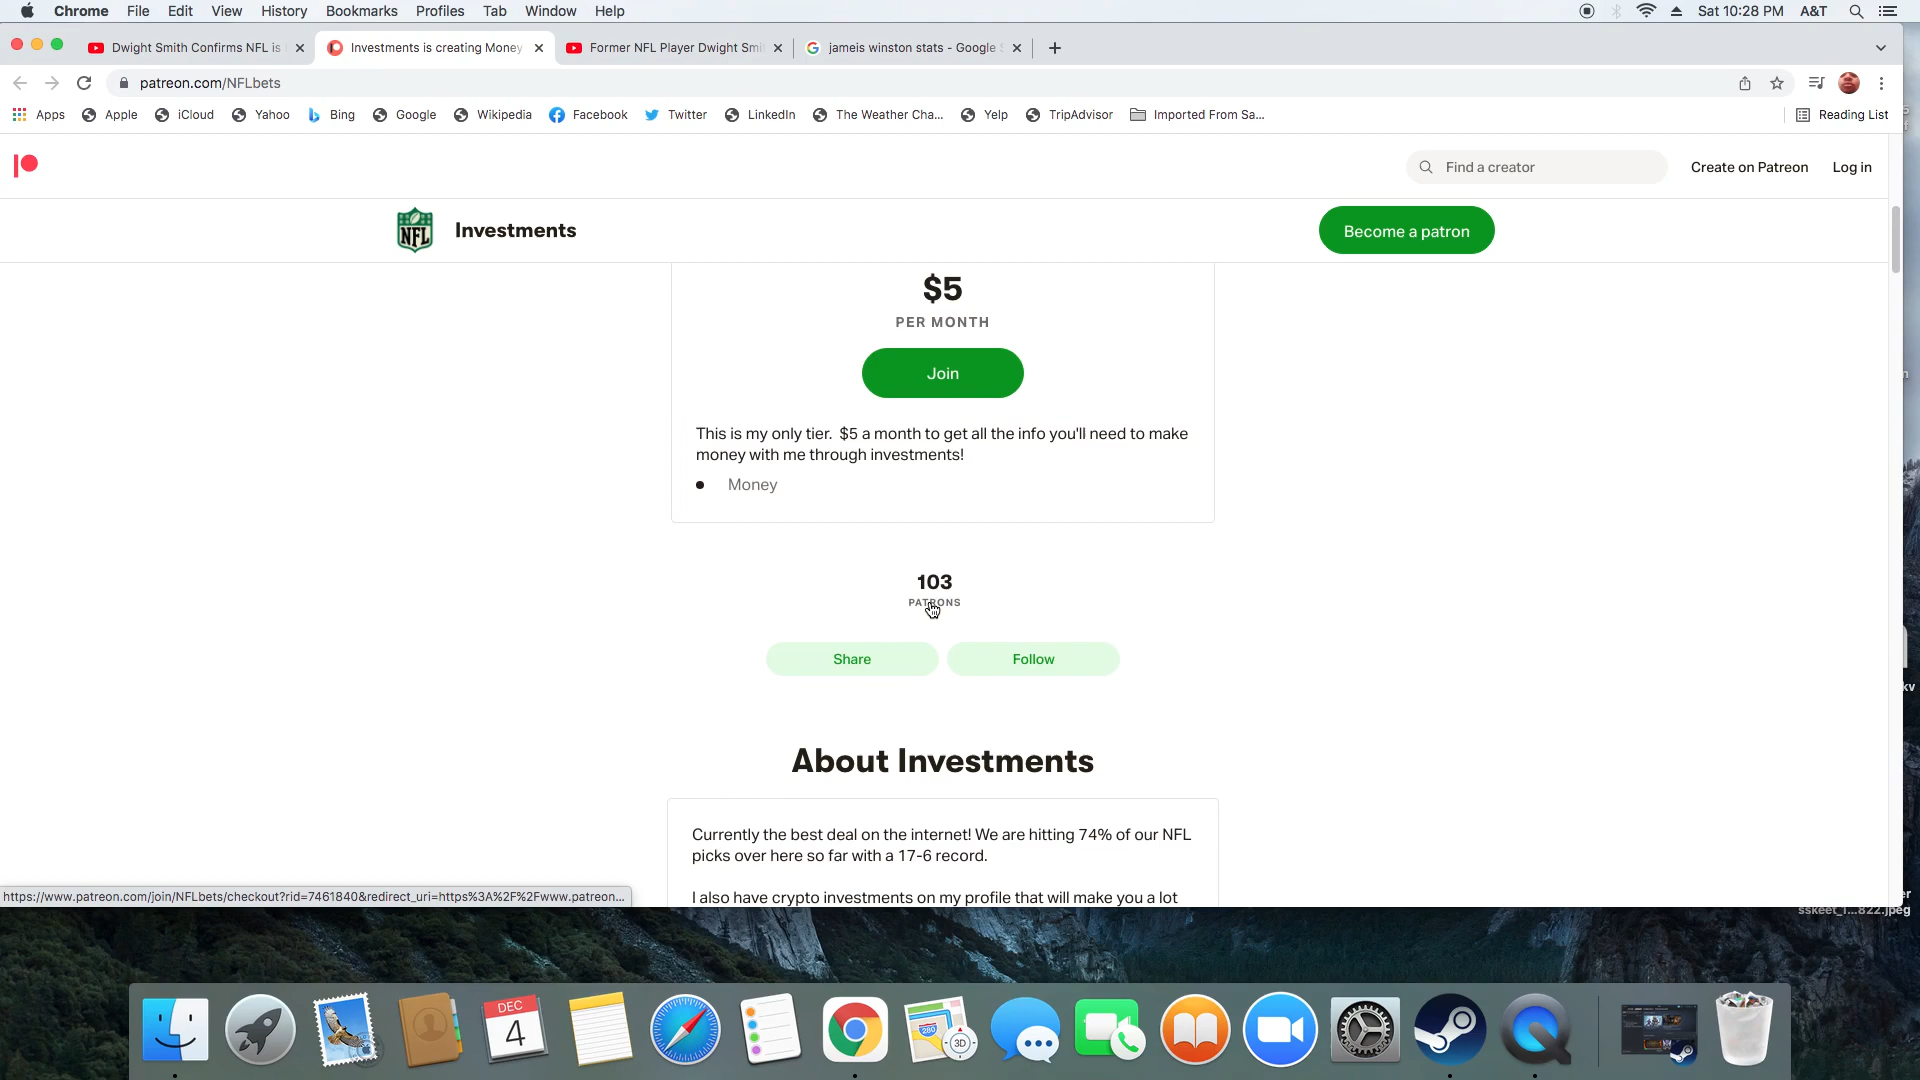 Chrome File Edit View History Bookmarks Profiles Tab Window Help Sat 10:28 PM A&T
Dwight Smith Confirms NFL is Investments is creating Money Former NFL Player Dwight Smi jameis winston stats - Google
patreon.com/NFLbets
Apps Apple iCloud Yahoo Bing Google Wikipedia Facebook Twitter LinkedIn The Weather Cha... Yelp TripAdvisor Imported From Sa... Reading List
Find a creator Create on Patreon Log in
NFL Investments Become a patron
$5
PER MONTH
Join
This is my only tier. $5 a month to get all the info you'll need to make
money with me through investments!
Money
103
PATRONS
Share Follow
About Investments
Currently the best deal on the internet! We are hitting 74% of our NFL
picks over here so far with a 17-6 record.
I also have crypto investments on my profile that will make you a lot
https://www.patreon.com/join/NFLbets/checkout?rid=7461840&redirect_uri=https%3A%2F%2Fwww.patreon...
sskeet_1...822.jpeg
DEC
4
280
3D